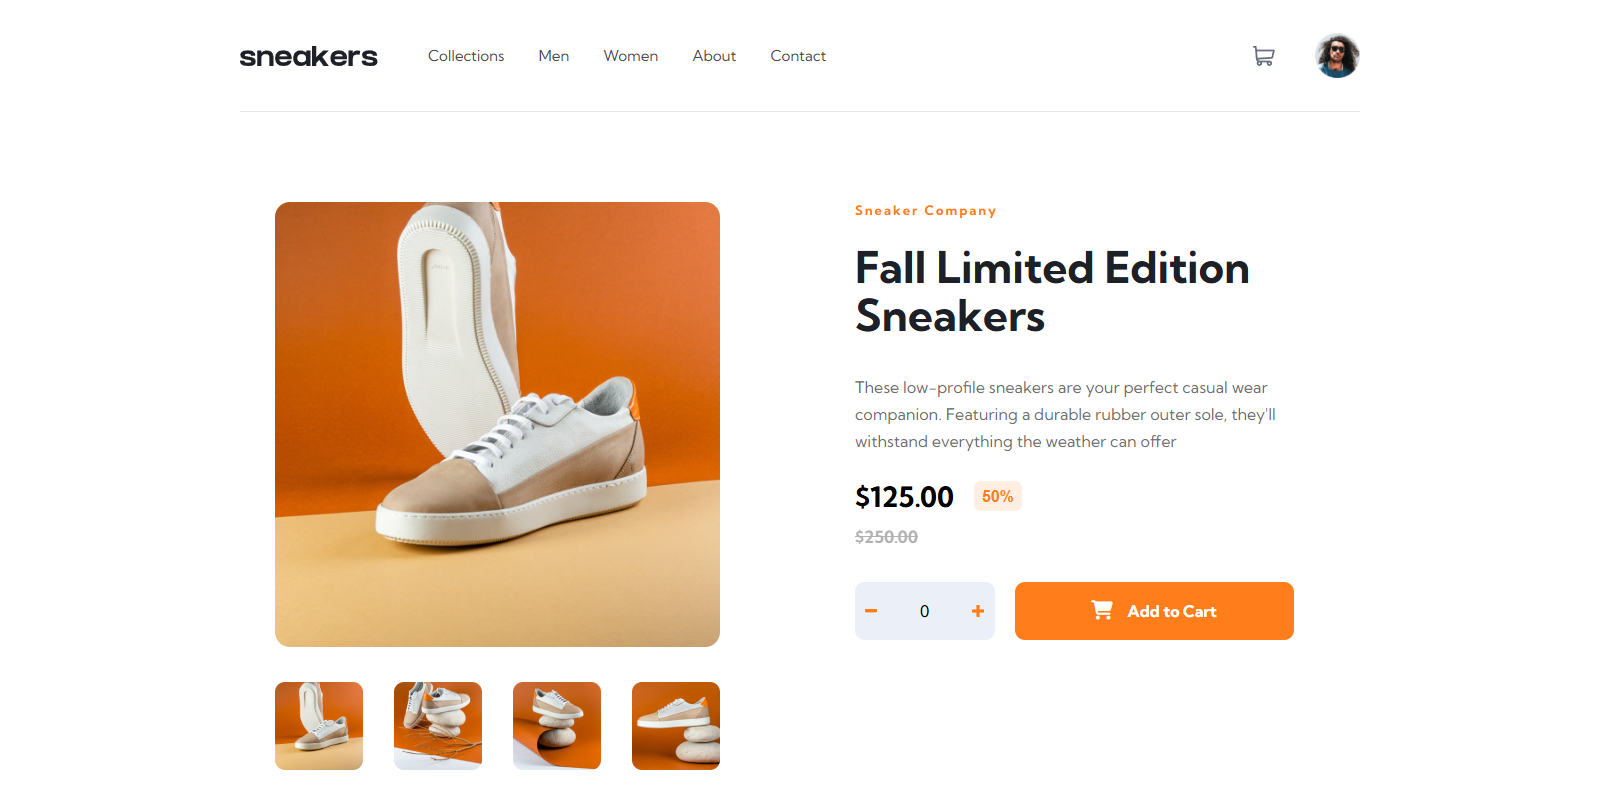 sneakers
Collections Men Women About Contact
Sneaker Company
Fall Limited Edition
Sneakers
These low-profile sneakers are your perfect casual wear
companion. Featuring a durable rubber outer sole, they'll
withstand everything the weather can offer
$125.00 50%
$250.00
0 Add to Cart